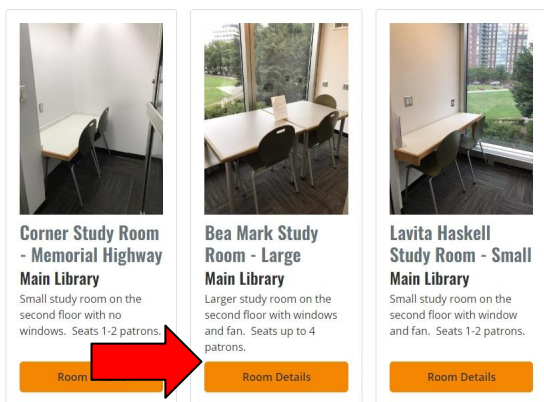 Corner Study Room
- Memorial Highway
Main Library
Small study room on the
second floor with no
windows.  Seats 1-2 patrons.
Room
Bea Mark Study
Room - Large
Main Library
Larger study room on the
second floor with windows
and fan.  Seats up to 4
patrons.
Room Details
Lavita Haskell
Study Room - Small
Main Library
Small study room on the
second floor with window
and fan.  Seats 1-2 patrons.
Room Details